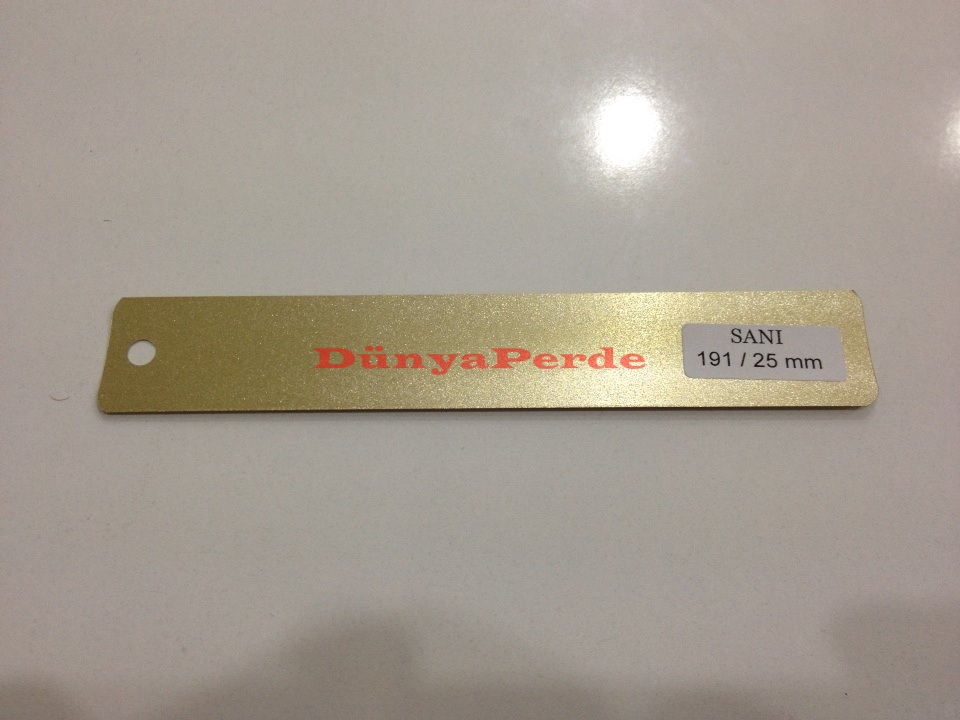 DünyaPerde
SANI
191 / 25 mm